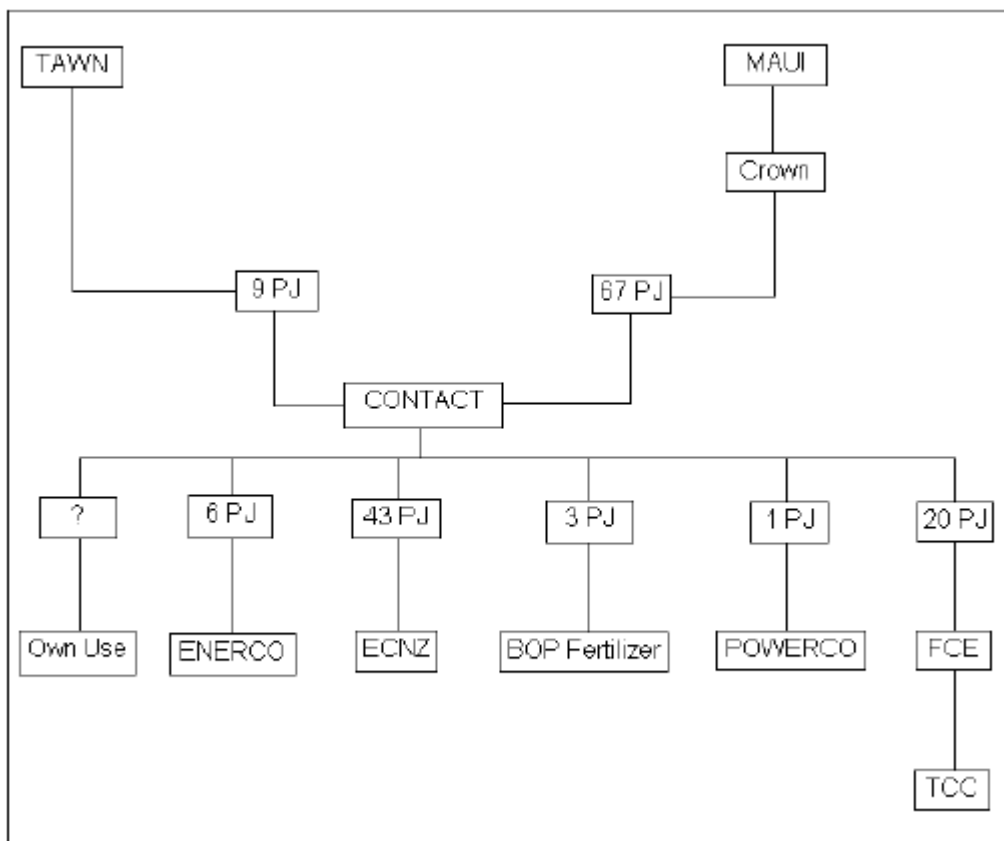 TAWN
MAUI
Crown
9 PJ
67 PJ
CONTACT
?
6 PJ
43 PJ
3 PJ
1 PJ
20 PJ
Own Use
ENERCO
ECNZ
BOP Fertilizer
POWERCO
FCE
TCC